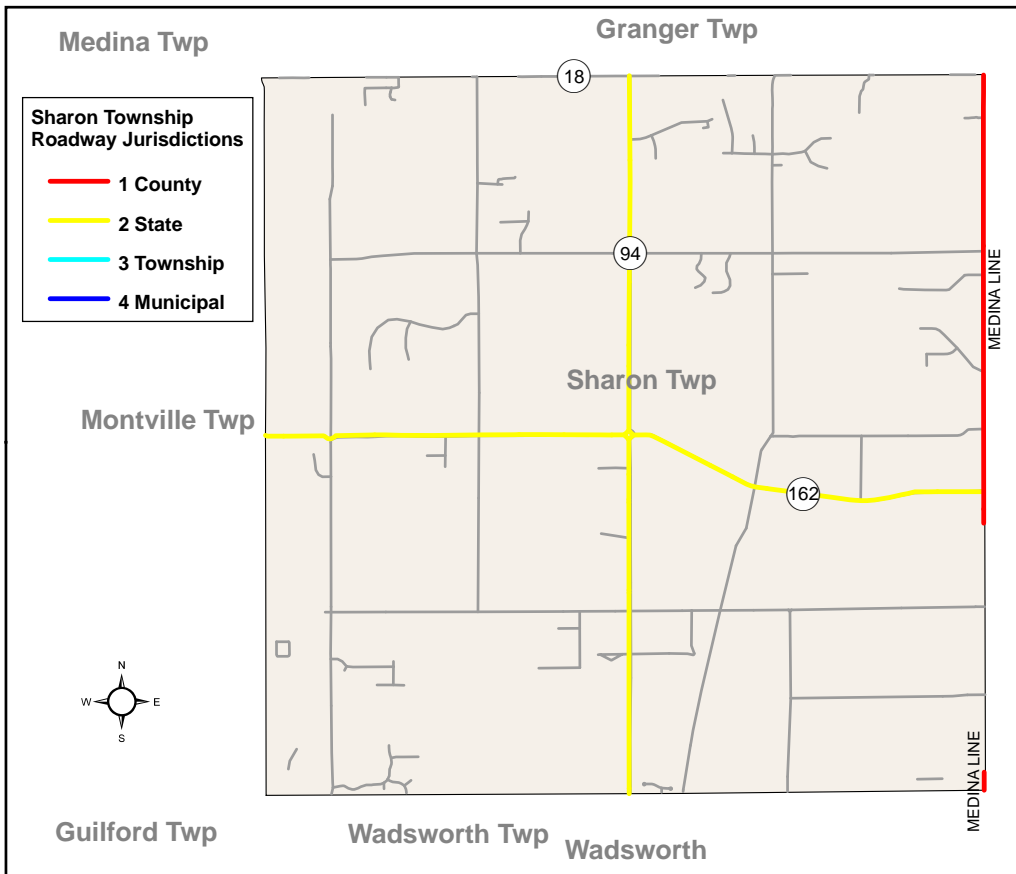 Medina Twp
Granger Twp
18
Sharon Township
Roadway Jurisdictions
1 County
2 State
3 Township
4 Municipal
94
MEDINA LINE
Sharon Twp
Montville Twp
162
N
W
E
S
MEDINA LINE
Guilford Twp
Wadsworth Twp
Wadsworth